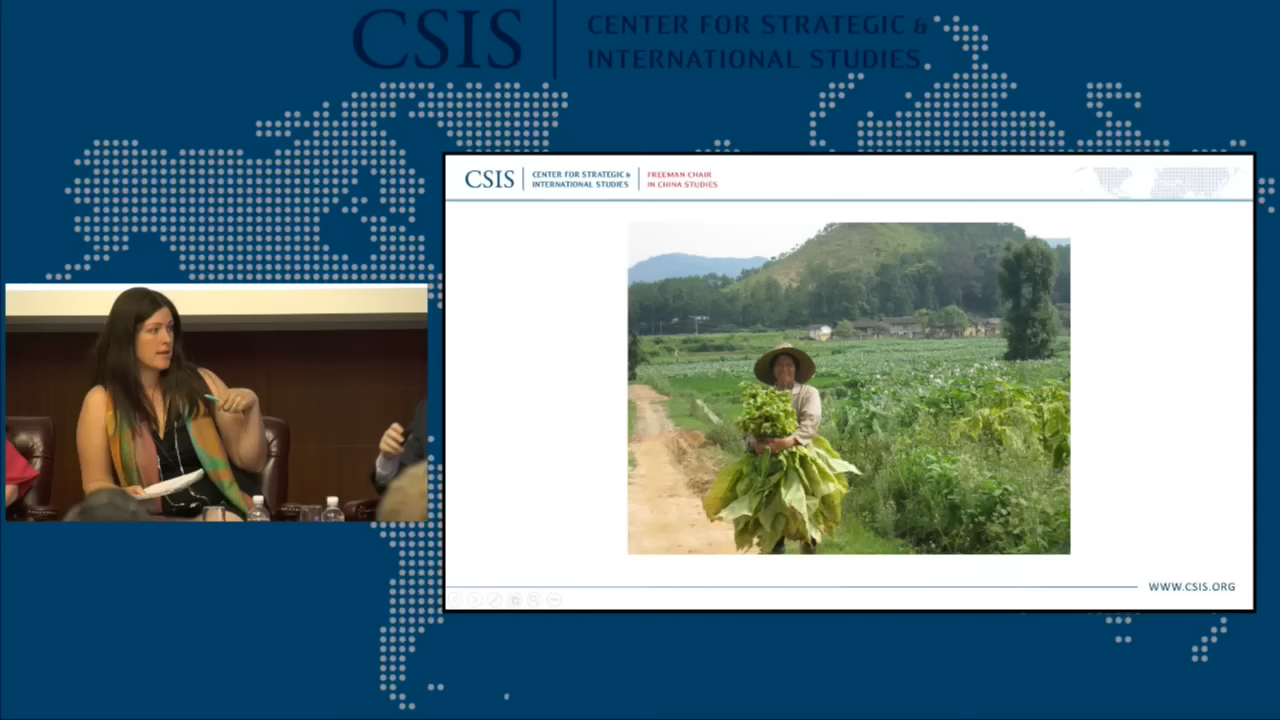 CSIS
CENTER FOR STRATEGIC &
INTERNATIONAL STUDIES
CSIS
CENTER FOR STRATEGIC &
INTERNATIONAL STUDIES
FREEMAN CHAIR
IN CHINA STUDIES
WWW.CSIS.ORG